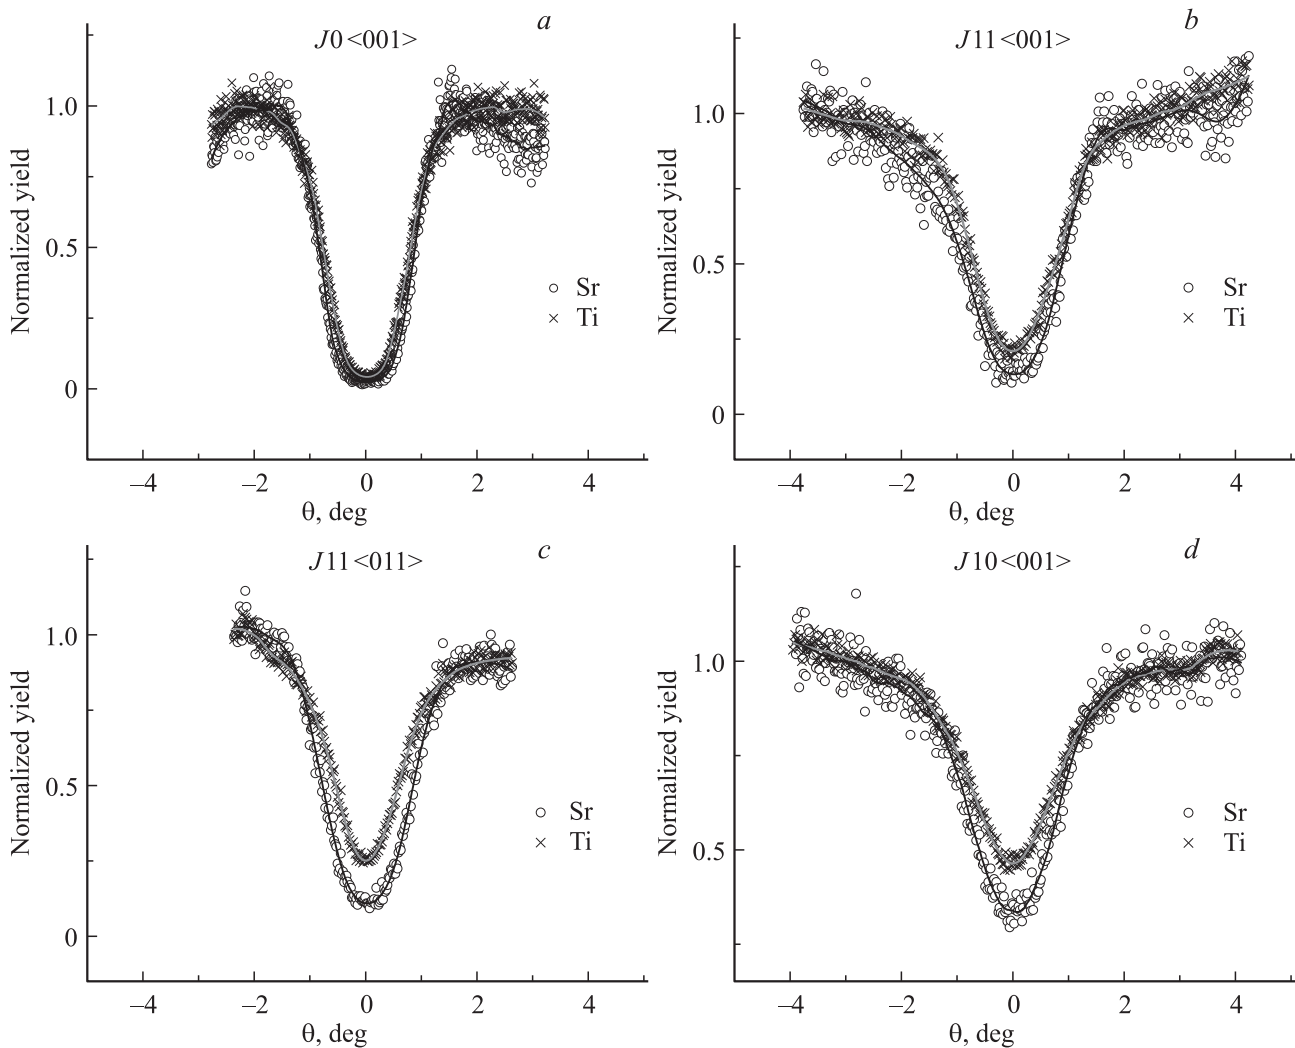 a
J0 <001>
Normalized yield
1.0
0.5
0
Sr
Ti
–4 –2 0 2 4
θ, deg
b
J11 <001>
Normalized yield
1.0
0.5
0
Sr
Ti
–4 –2 0 2 4
θ, deg
c
J11 <011>
Normalized yield
1.0
0.5
0
Sr
Ti
–4 –2 0 2 4
θ, deg
d
J10 <001>
Normalized yield
1.0
0.5
Sr
Ti
–4 –2 0 2 4
θ, deg